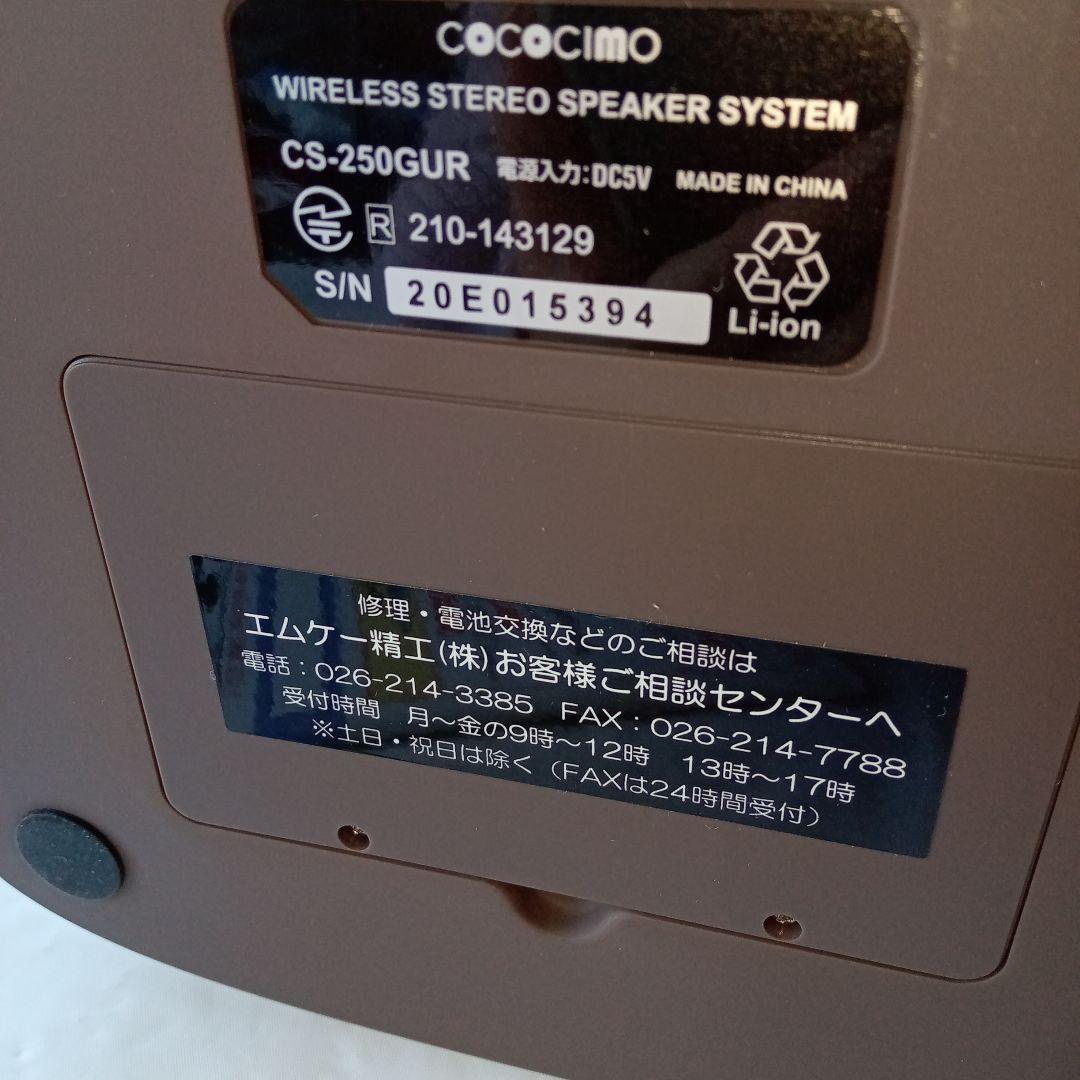 COCOCIMO
WIRELESS STEREO SPEAKER SYSTEM
CS-250GUR 電源入力:DC5V MADE IN CHINA
R 210-143129
S/N 20E015394
Li-ion
修理・電池交換などのご相談は
エムケー精工(株)お客様ご相談センターへ
電話:026-214-3385 FAX:026-214-7788
受付時間 月～金の9時～12時 13時～17時
※土日・祝日は除く(FAXは24時間受付)